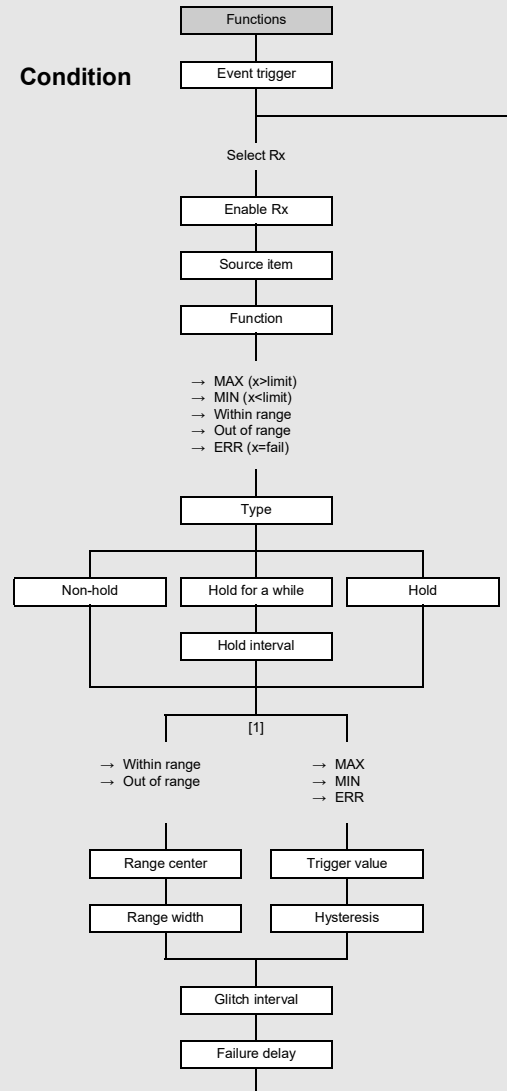 Functions
Condition
Event trigger
Select Rx
Enable Rx
Source item
Function
→ MAX (x>limit)
→ MIN (x<limit)
→ Within range
→ Out of range
→ ERR (x=fail)
Type
Non-hold
Hold for a while
Hold
Hold interval
[1]
→ Within range
→ Out of range
→ MAX
→ MIN
→ ERR
Range center
Trigger value
Range width
Hysteresis
Glitch interval
Failure delay